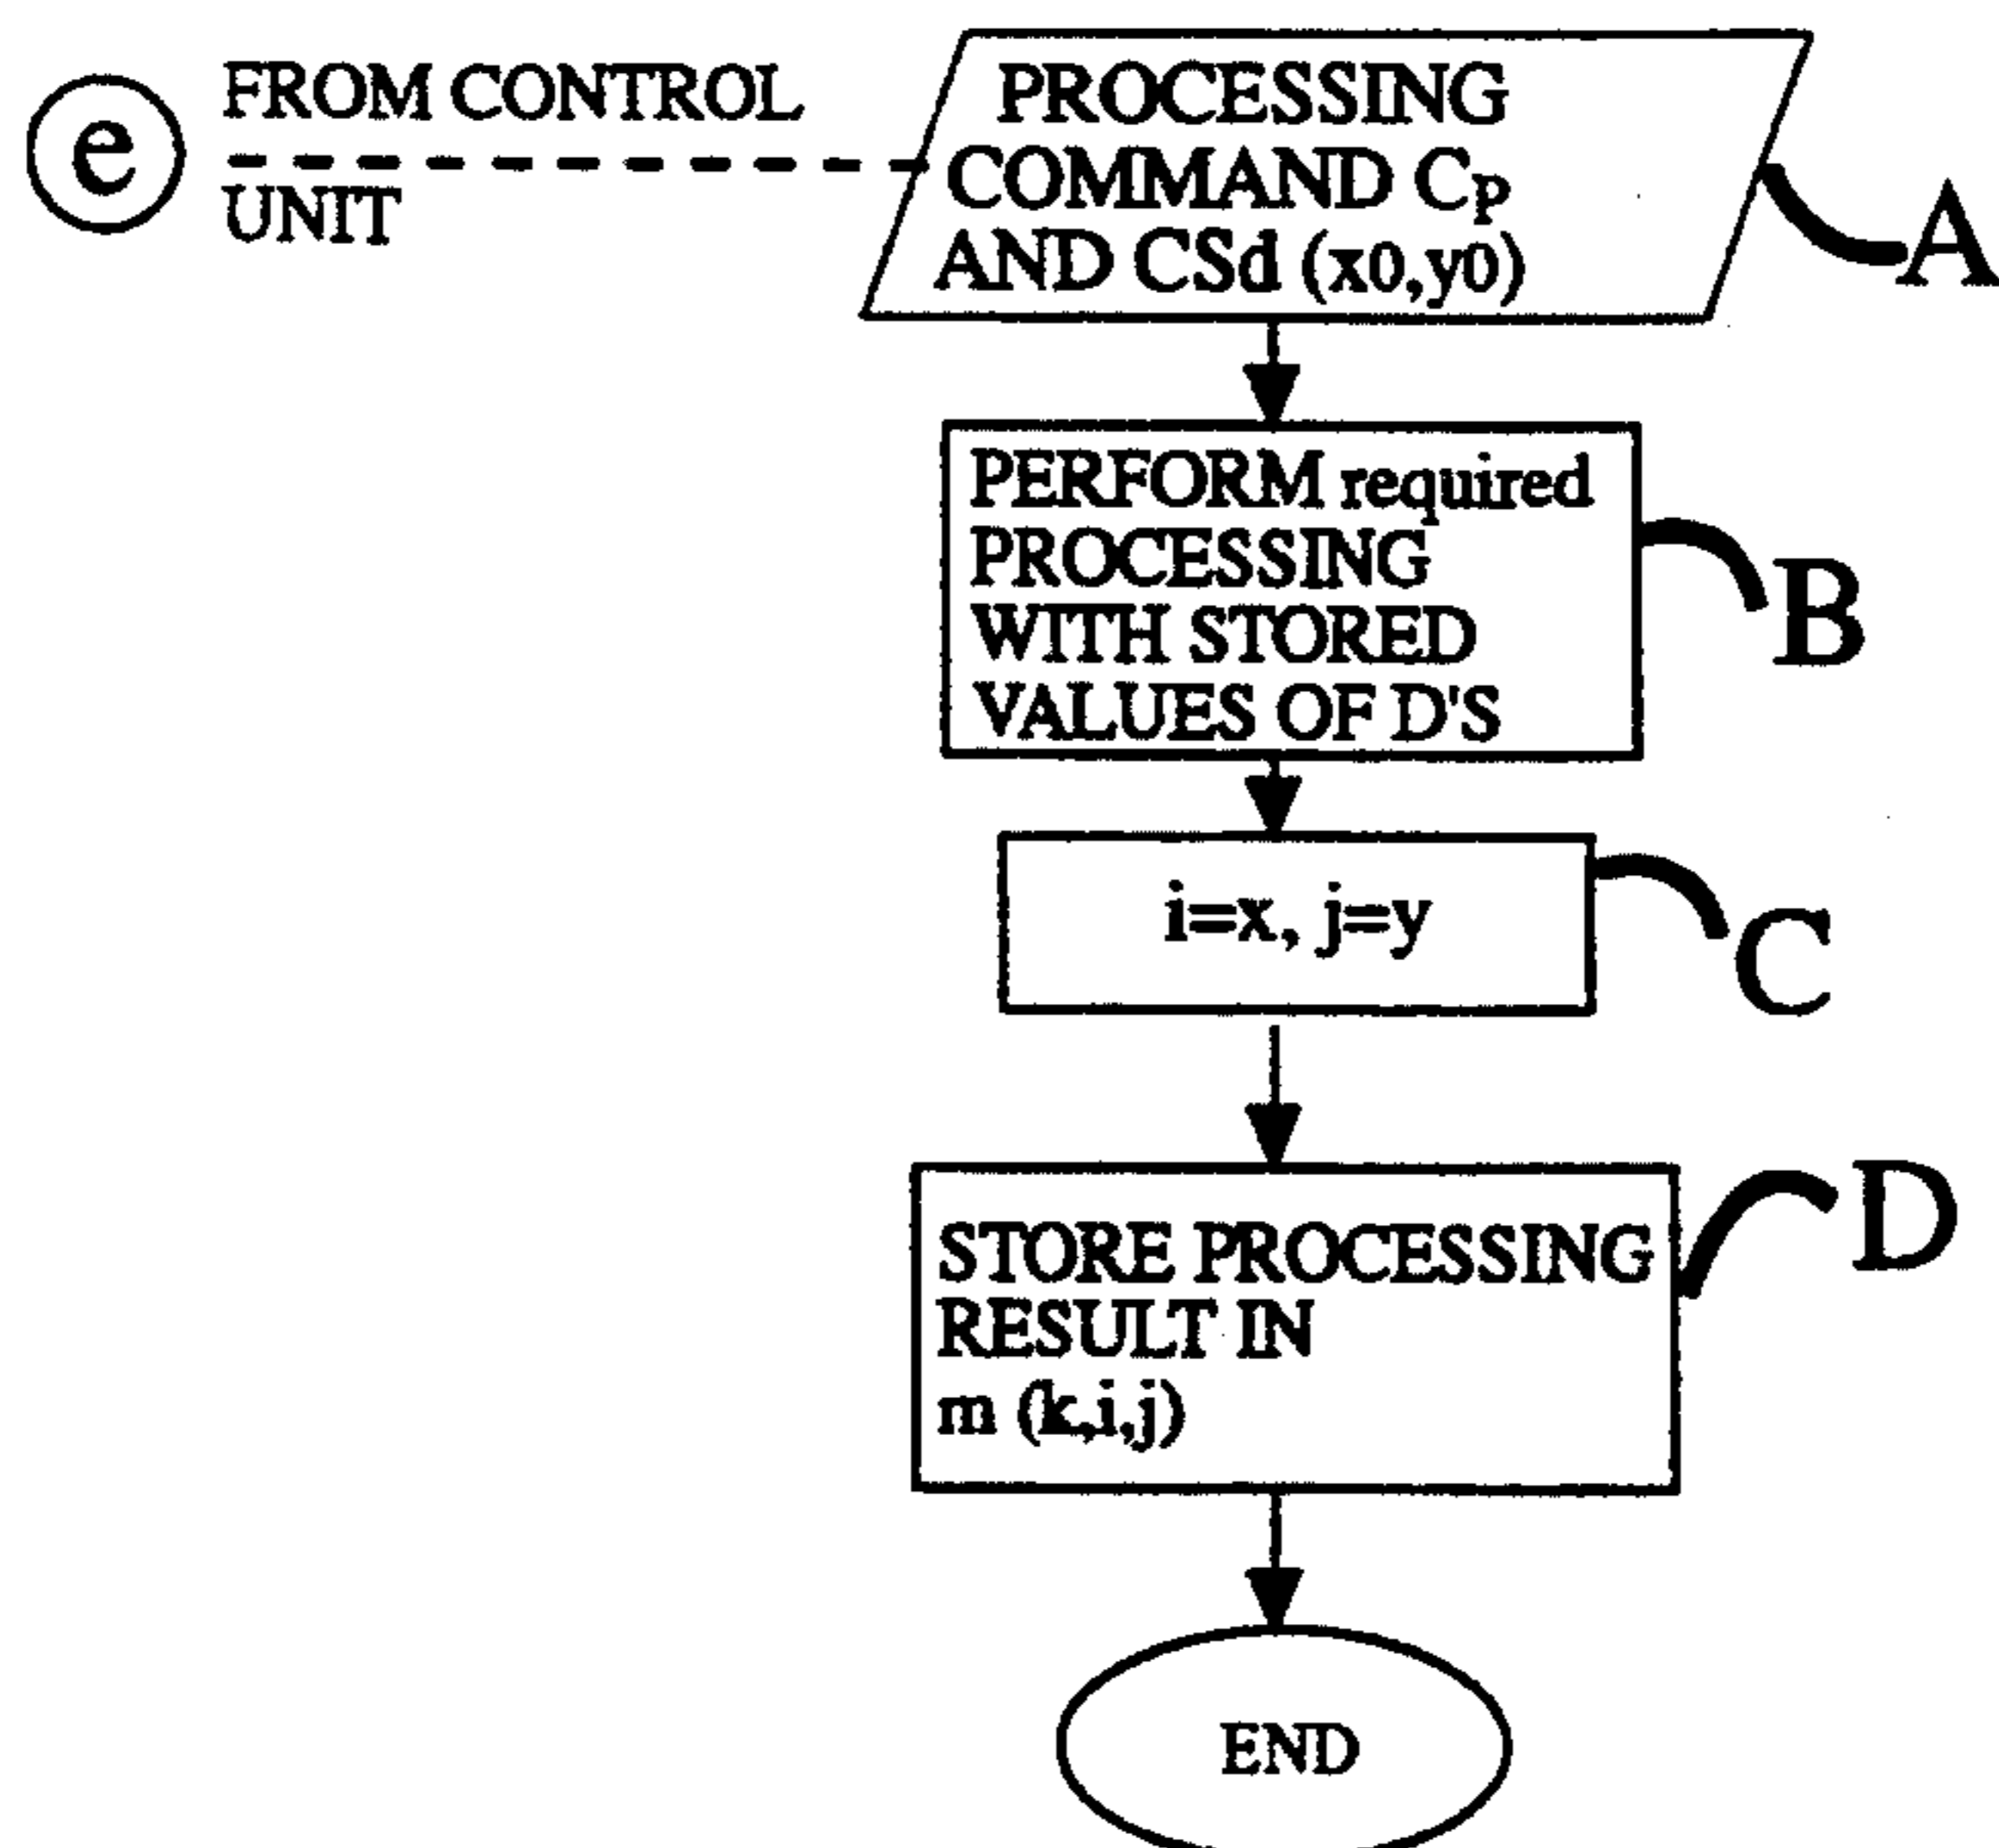 e
FROM CONTROL
UNIT
PROCESSING
COMMAND Cₚ
AND CSd (x0,y0)
A
PERFORM required
PROCESSING
WITH STORED
VALUES OF D'S
B
i=x, j=y
C
STORE PROCESSING
RESULT IN
m (k,i,j)
D
END